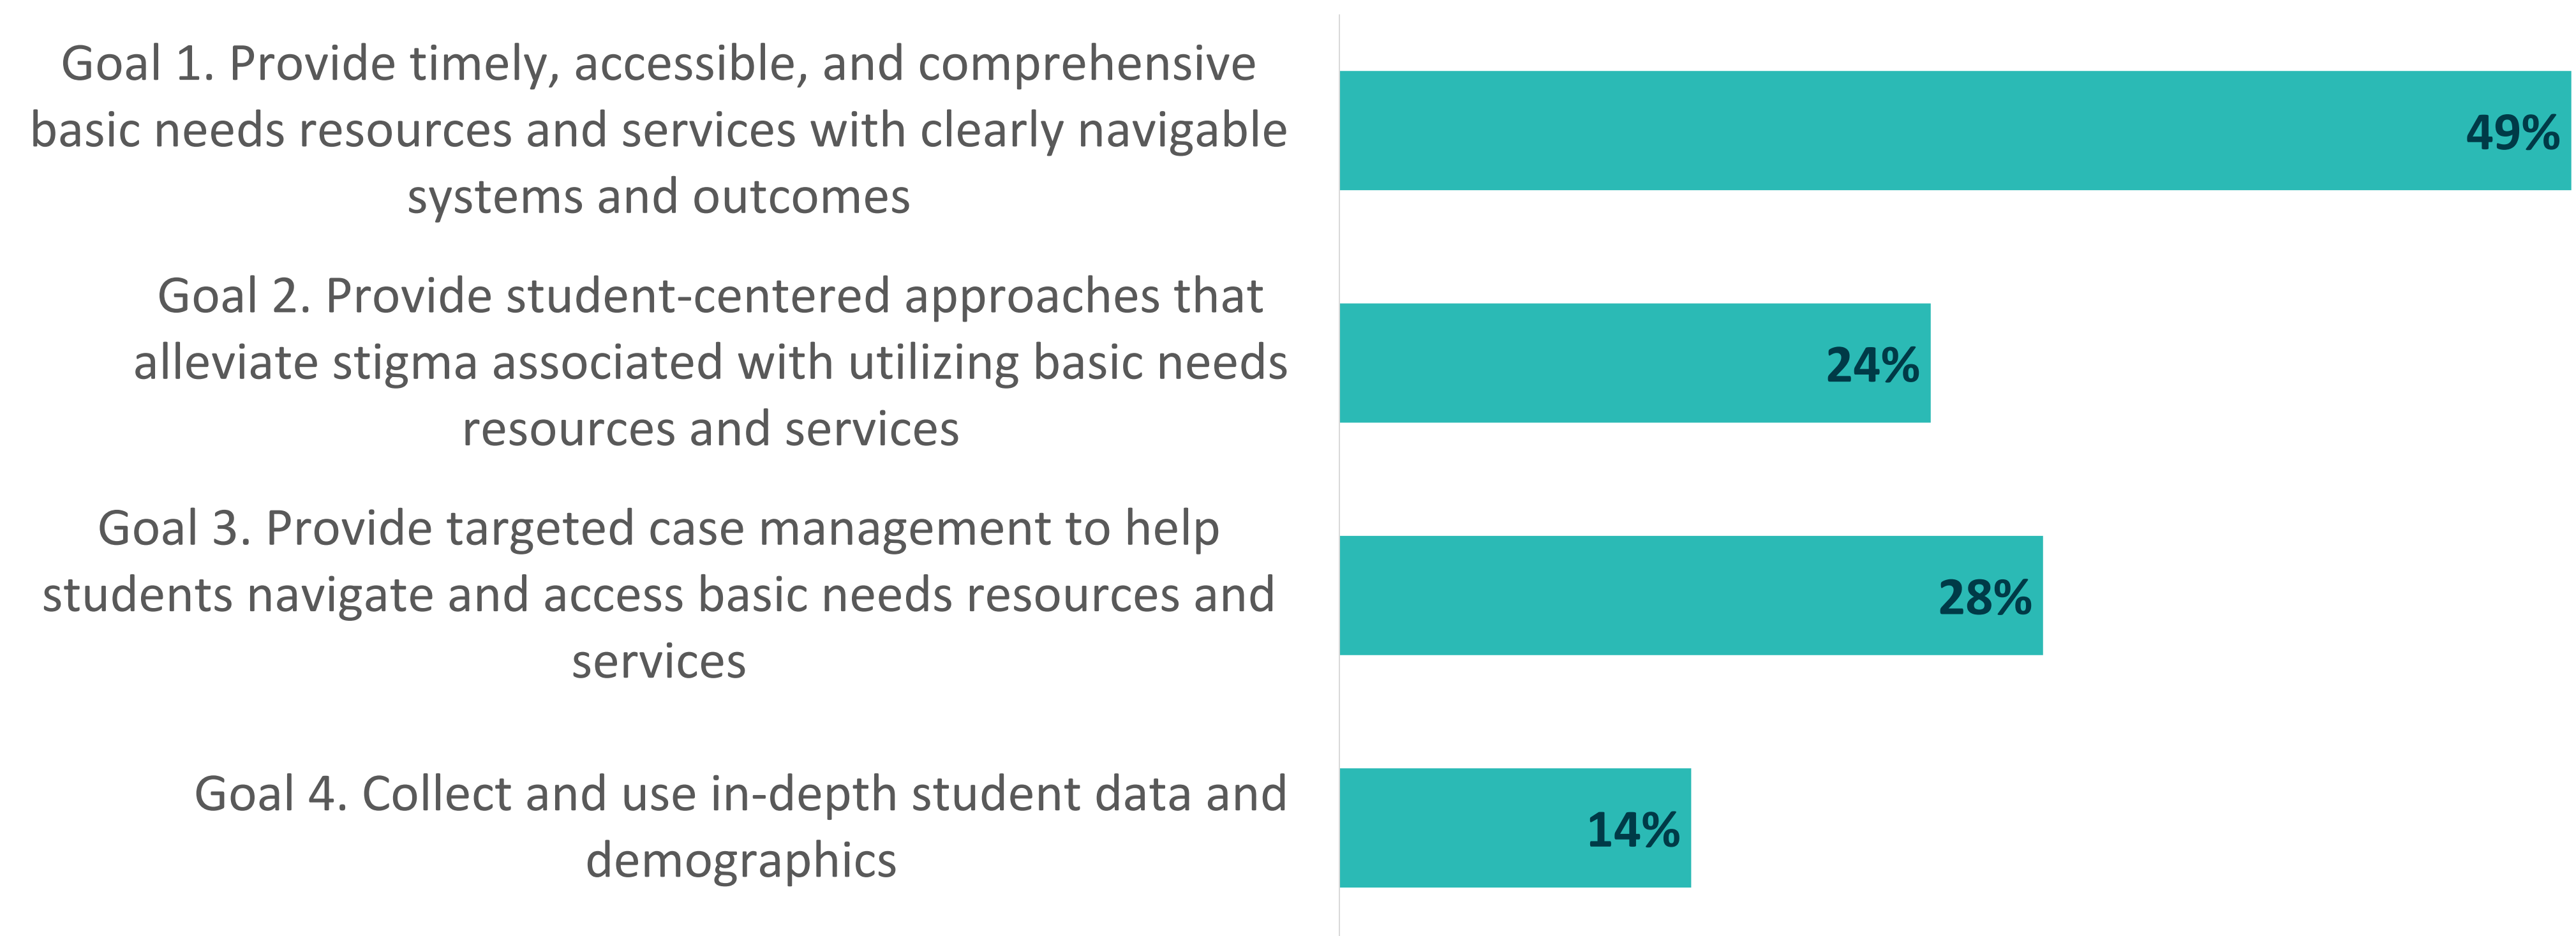 Goal 1. Provide timely, accessible, and comprehensive
basic needs resources and services with clearly navigable
systems and outcomes
49%
Goal 2. Provide student-centered approaches that
alleviate stigma associated with utilizing basic needs
resources and services
24%
Goal 3. Provide targeted case management to help
students navigate and access basic needs resources and
services
28%
Goal 4. Collect and use in-depth student data and
demographics
14%